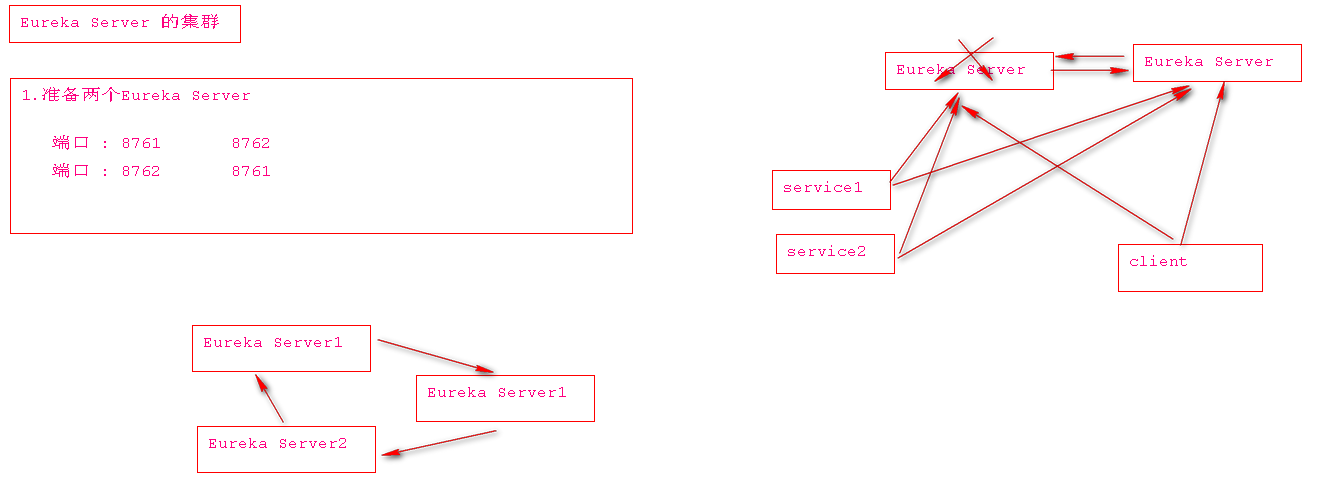 Eureka Server 的集群
1.准备两个Eureka Server
端口 : 8761 8762
端口 : 8762 8761
Eureka Server
Eureka Server
service1
service2
client
Eureka Server1
Eureka Server1
Eureka Server2